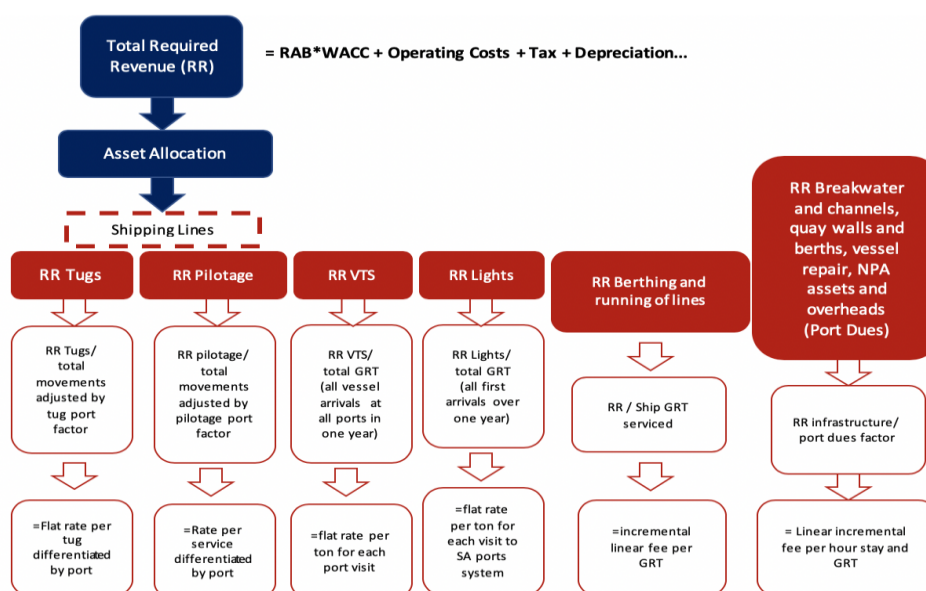 Total Required
Revenue (RR)
= RAB*WACC + Operating Costs + Tax + Depreciation...
Asset Allocation
Shipping Lines
RR Tugs
RR Pilotage
RR VTS
RR Lights
RR Berthing and
running of lines
RR Breakwater
and channels,
quay walls and
berths, vessel
repair, NPA
assets and
overheads
(Port Dues)
RR Tugs/
total
movements
adjusted by
tug port
factor
RR pilotage/
total
movements
adjusted by
pilotage port
factor
RR VTS/
total GRT
(all vessel
arrivals at
all ports in
one year)
RR Lights/
total GRT
(all first
arrivals over
one year)
RR / Ship GRT
serviced
RR infrastructure/
port dues factor
=Flat rate per
tug
differentiated
by port
=Rate per
service
differentiated
by port
=flat rate per
ton for each
port visit
=flat rate
per ton for
each visit to
SA ports
system
=incremental
linear fee per
GRT
= Linear incremental
fee per hour stay and
GRT